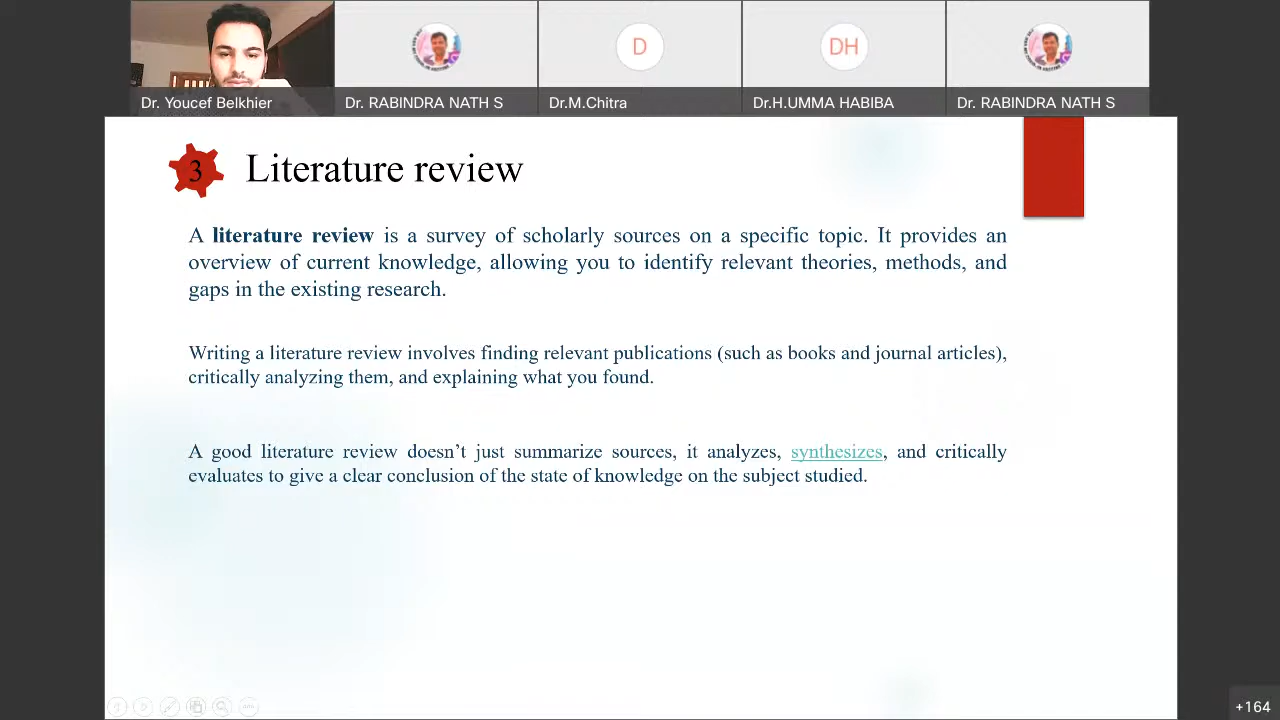 Dr. Youcef Belkhier
Dr. RABINDRA NATH S
D
Dr.M.Chitra
DH
Dr.H.UMMA HABIBA
Dr. RABINDRA NATH S
3
Literature review
A literature review is a survey of scholarly sources on a specific topic. It provides an
overview of current knowledge, allowing you to identify relevant theories, methods, and
gaps in the existing research.
Writing a literature review involves finding relevant publications (such as books and journal articles),
critically analyzing them, and explaining what you found.
A good literature review doesn’t just summarize sources, it analyzes, synthesizes, and critically
evaluates to give a clear conclusion of the state of knowledge on the subject studied.
+164